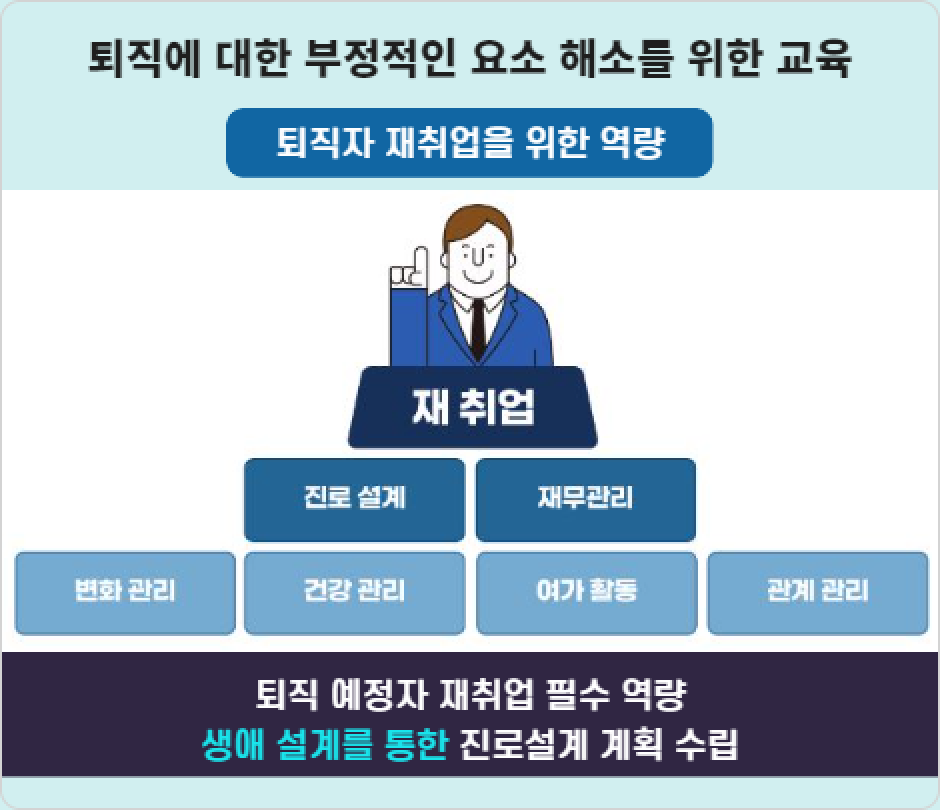 퇴직에 대한 부정적인 요소 해소를 위한 교육
퇴직자 재취업을 위한 역량
재 취업
진로 설계
재무관리
변화 관리
건강 관리
여가 활동
관계 관리
퇴직 예정자 재취업 필수 역량
생애 설계를 통한 진로설계 계획 수립